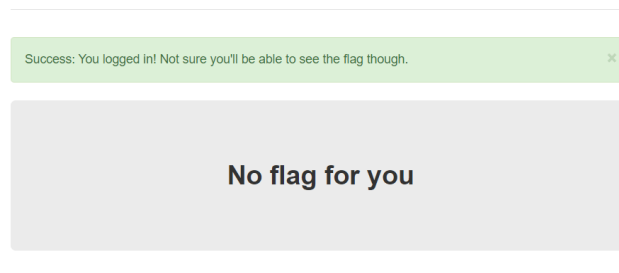 Success: You logged in! Not sure you'll be able to see the flag though.
×
No flag for you